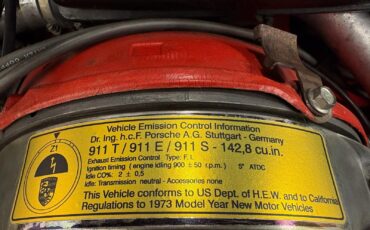 Vehicle Emission Control Information
Dr. Ing. h.c.F. Porsche A.G. Stuttgart - Germany
911 T / 911 E / 911 S - 142,8 cu.in.
Exhaust Emission Control Type: F.I.
Ignition timing ( engine idling 900 ± 50 r.p.m.) 5° ATDC
Idle CO%: 2 ± 0,5
Idle: Transmission neutral - Accessories none
This Vehicle conforms to US Dept. of H.E.W. and to California
Regulations to 1973 Model Year New Motor Vehicles
Z1